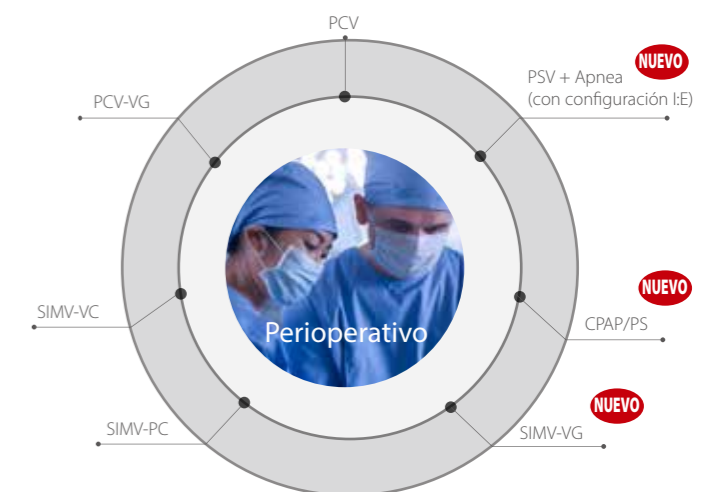 PCV
NUEVO
PSV + Apnea
(con configuración I:E)
PCV-VG
NUEVO
SIMV-VC
CPAP/PS
Perioperativo
NUEVO
SIMV-PC
SIMV-VG